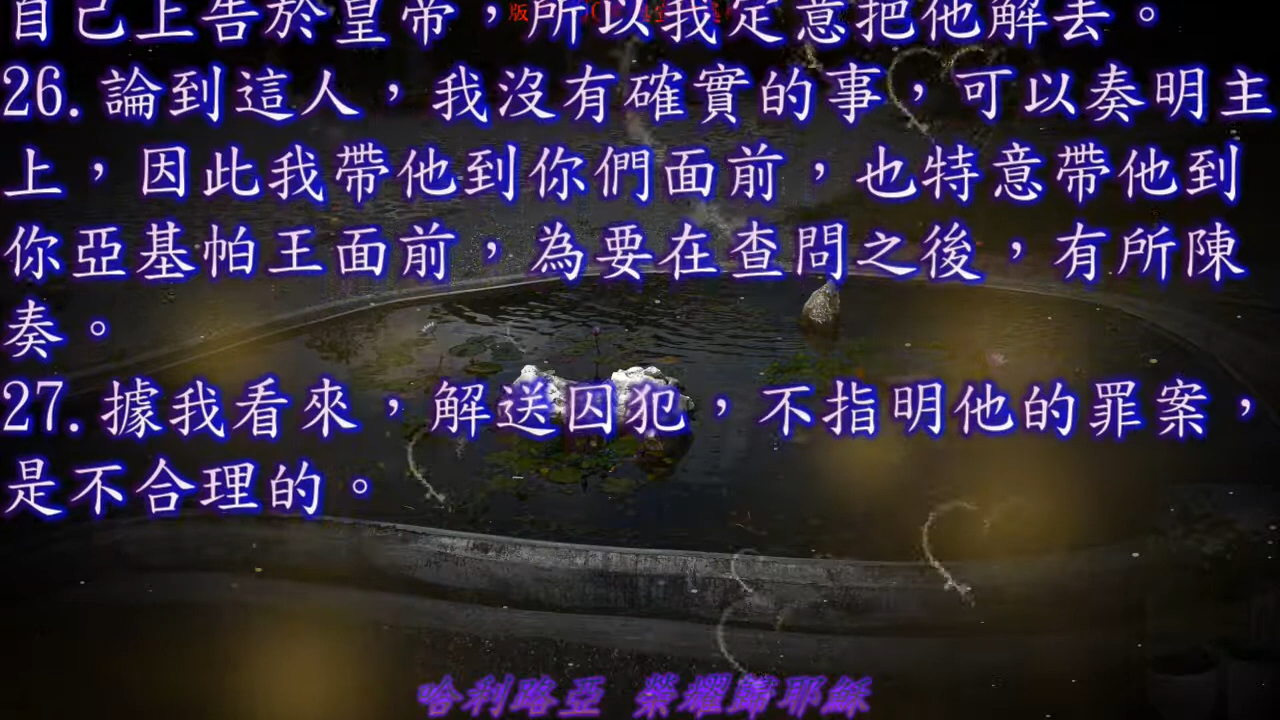 自己上告於皇帝，所以我定意把他解去。
26.論到這人，我沒有確實的事，可以奏明主
上，因此我帶他到你們面前，也特意帶他到
你亞基帕王面前，為要在查問之後，有所陳
奏。
27.據我看來，解送囚犯，不指明他的罪案，
是不合理的。
哈利路亞 榮耀歸耶穌